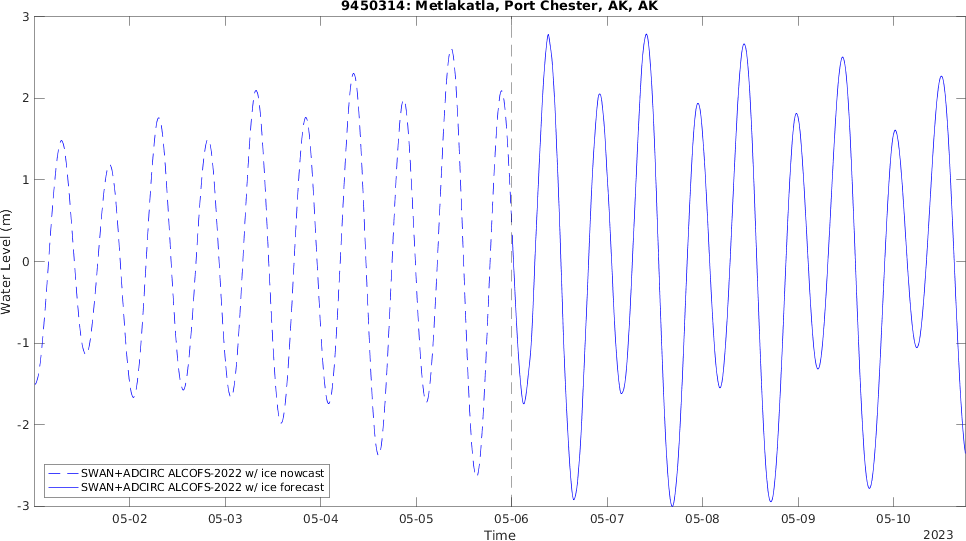 9450314: Metlakatla, Port Chester, AK, AK
3
2
1
0
-1
-2
-3
Water Level (m)
SWAN+ADCIRC ALCOFS-2022 w/ ice nowcast
SWAN+ADCIRC ALCOFS-2022 w/ ice forecast
05-02 05-03 05-04 05-05 05-06 05-07 05-08 05-09 05-10
Time
2023